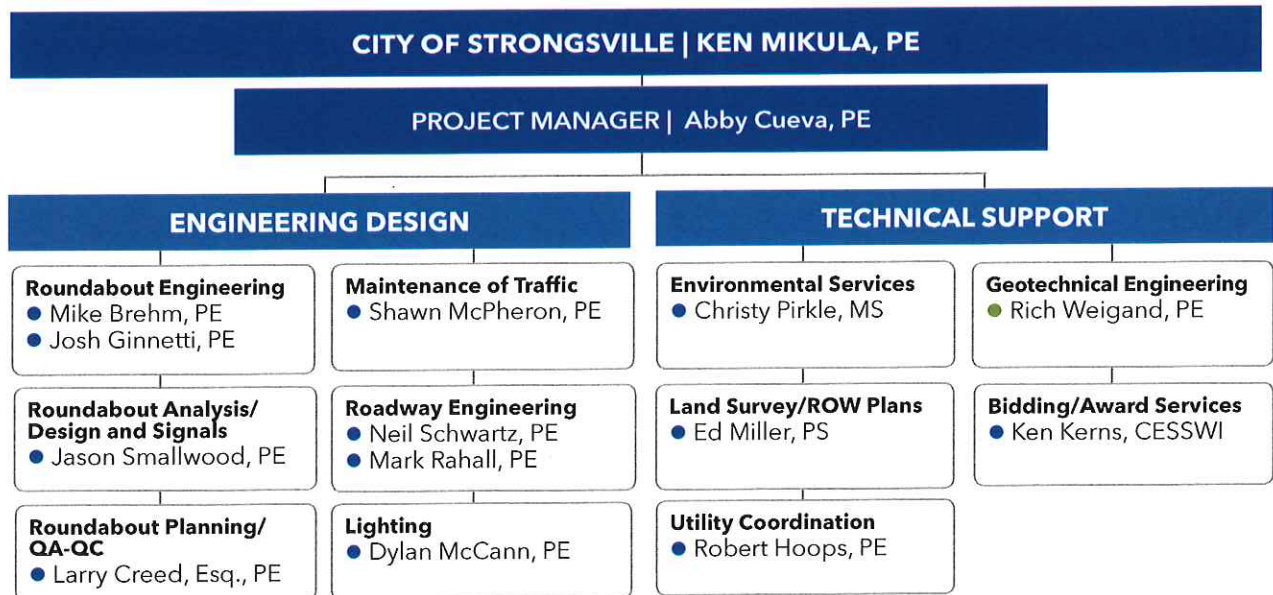 CITY OF STRONGSVILLE | KEN MIKULA, PE
PROJECT MANAGER | Abby Cueva, PE
ENGINEERING DESIGN
Roundabout Engineering
Mike Brehm, PE
Josh Ginnetti, PE
Roundabout Analysis/
Design and Signals
Jason Smallwood, PE
Roundabout Planning/
QA-QC
Larry Creed, Esq., PE
Maintenance of Traffic
Shawn McPheron, PE
Roadway Engineering
Neil Schwartz, PE
Mark Rahall, PE
Lighting
Dylan McCann, PE
TECHNICAL SUPPORT
Environmental Services
Christy Pirkle, MS
Land Survey/ROW Plans
Ed Miller, PS
Utility Coordination
Robert Hoops, PE
Geotechnical Engineering
Rich Weigand, PE
Bidding/Award Services
Ken Kerns, CESSWI